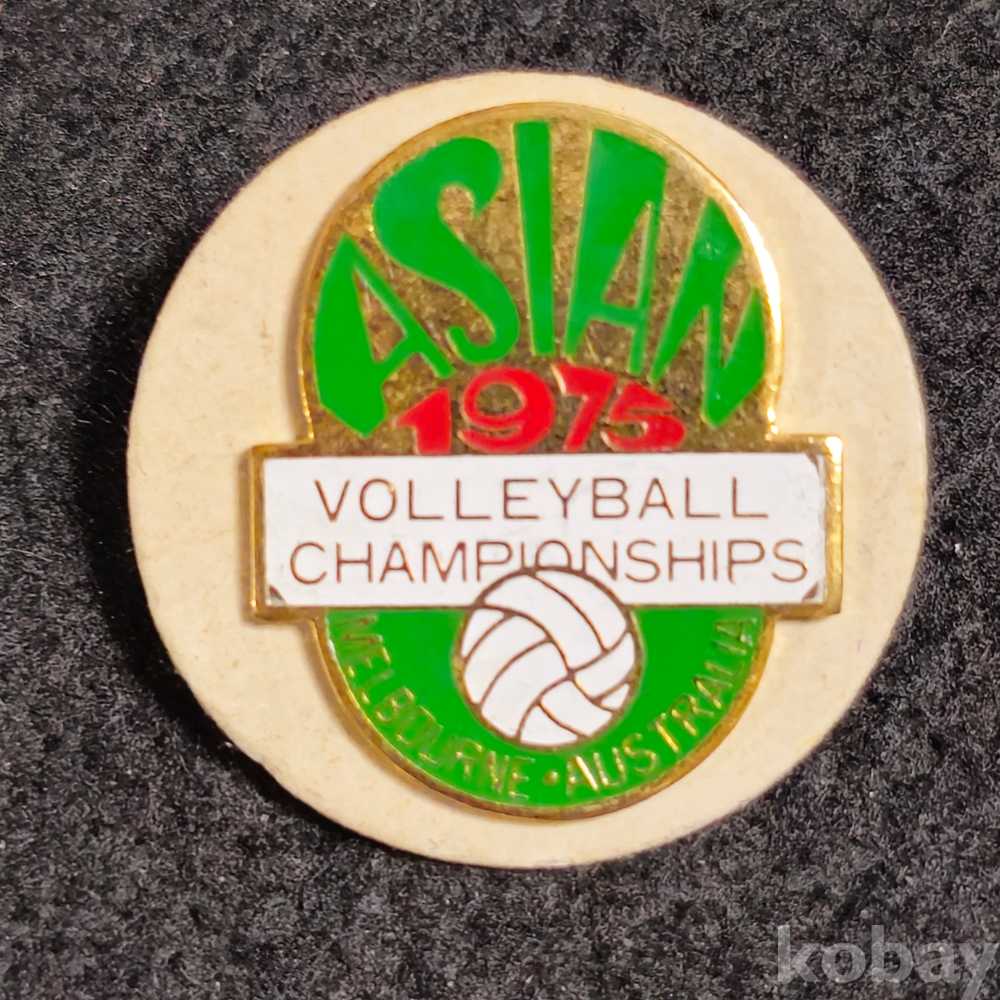 ASIAN
1975
VOLLEYBALL
CHAMPIONSHIPS
MELBOURNE • AUSTRALIA
kobay